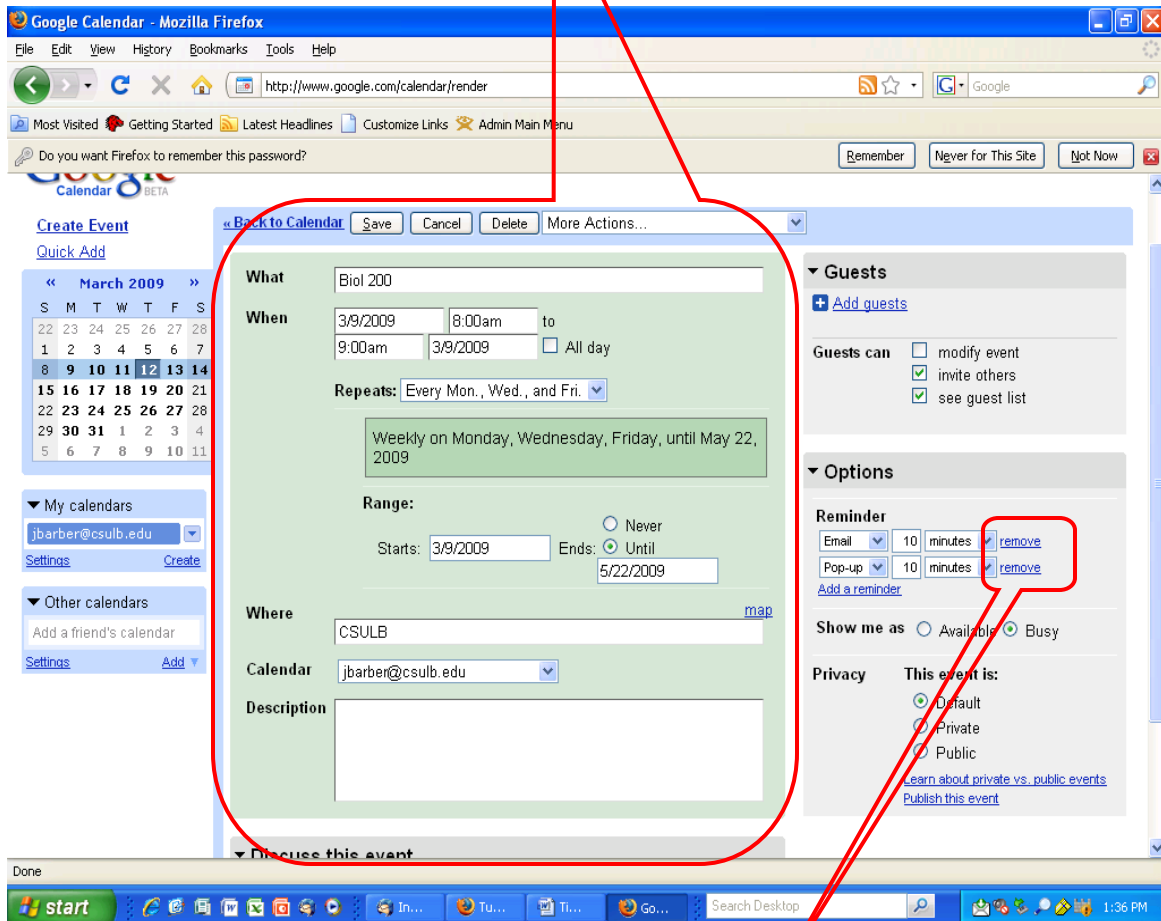 Google Calendar - Mozilla Firefox
File Edit View History Bookmarks Tools Help
http://www.google.com/calendar/render
Google
Most Visited Getting Started Latest Headlines Customize Links Admin Main Menu
Do you want Firefox to remember this password?
Remember Never for This Site Not Now
Google
Calendar BETA
Create Event
Quick Add
« March 2009 »
S M T W T F S
22 23 24 25 26 27 28
1 2 3 4 5 6 7
8 9 10 11 12 13 14
15 16 17 18 19 20 21
22 23 24 25 26 27 28
29 30 31 1 2 3 4
5 6 7 8 9 10 11
My calendars
jbarber@csulb.edu
Settings Create
Other calendars
Add a friend's calendar
Settings Add
« Back to Calendar Save Cancel Delete More Actions...
What Biol 200
When 3/9/2009 8:00am to
9:00am 3/9/2009 All day
Repeats: Every Mon., Wed., and Fri.
Weekly on Monday, Wednesday, Friday, until May 22,
2009
Range:
Never
Starts: 3/9/2009 Ends: Until
5/22/2009
Where map
CSULB
Calendar jbarber@csulb.edu
Description
Discuss this event
Guests
Add guests
Guests can modify event
invite others
see guest list
Options
Reminder
Email 10 minutes remove
Pop-up 10 minutes remove
Add a reminder
Show me as Available Busy
Privacy This event is:
Default
Private
Public
Learn about private vs. public events
Publish this event
Done
start In... Tu... Ti... Go... Search Desktop 1:36 PM